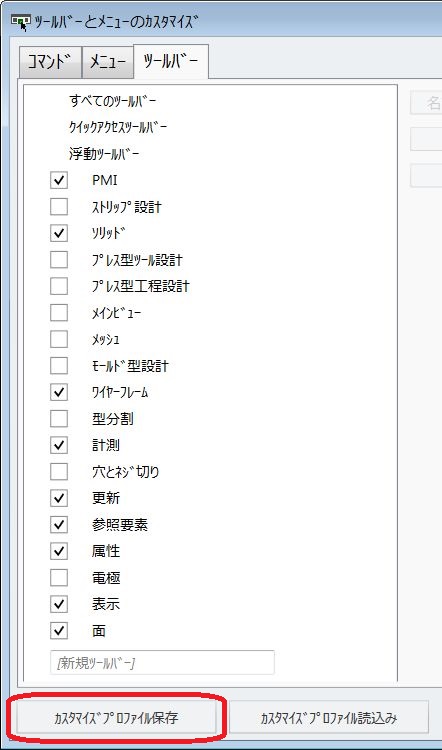 ﾂｰﾙﾊﾞｰとﾒﾆｭｰのｶｽﾀﾏｲｽﾞ
ｺﾏﾝﾄﾞ ﾒﾆｭｰ ﾂｰﾙﾊﾞｰ
すべてのﾂｰﾙﾊﾞｰ
名
ｸｲｯｸｱｸｾｽﾂｰﾙﾊﾞｰ
浮動ﾂｰﾙﾊﾞｰ
PMI
ｽﾄﾘｯﾌﾟ設計
ｿﾘｯﾄﾞ
ﾌﾟﾚｽ型ﾂｰﾙ設計
ﾌﾟﾚｽ型工程設計
ﾒｲﾝﾋﾞｭｰ
ﾒｯｼｭ
ﾓｰﾙﾄﾞ型設計
ﾜｲﾔｰﾌﾚｰﾑ
型分割
計測
穴とﾈｼﾞ切り
更新
参照要素
属性
電極
表示
面
[新規ﾂｰﾙﾊﾞｰ]
ｶｽﾀﾏｲｽﾞﾌﾟﾛﾌｧｲﾙ保存 ｶｽﾀﾏｲｽﾞﾌﾟﾛﾌｧｲﾙ読込み